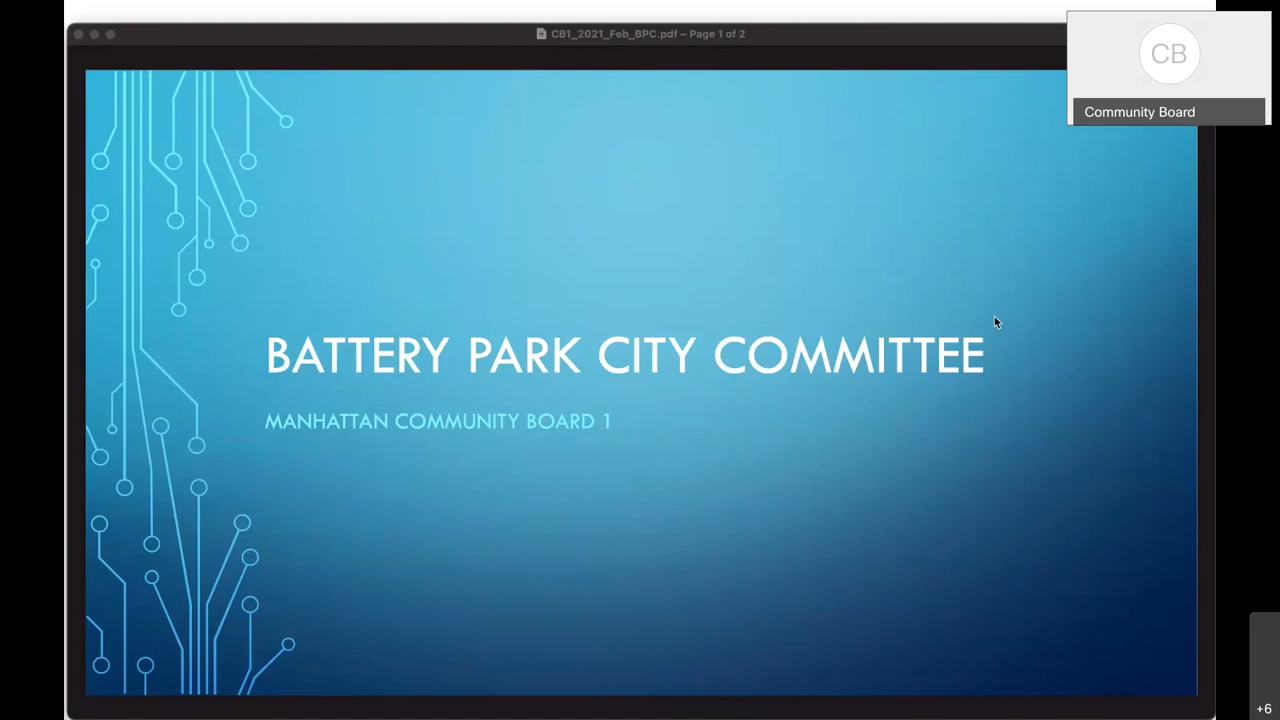 CB1_2021_Feb_BPC.pdf – Page 1 of 2
CB
Community Board
BATTERY PARK CITY COMMITTEE
MANHATTAN COMMUNITY BOARD 1
+6